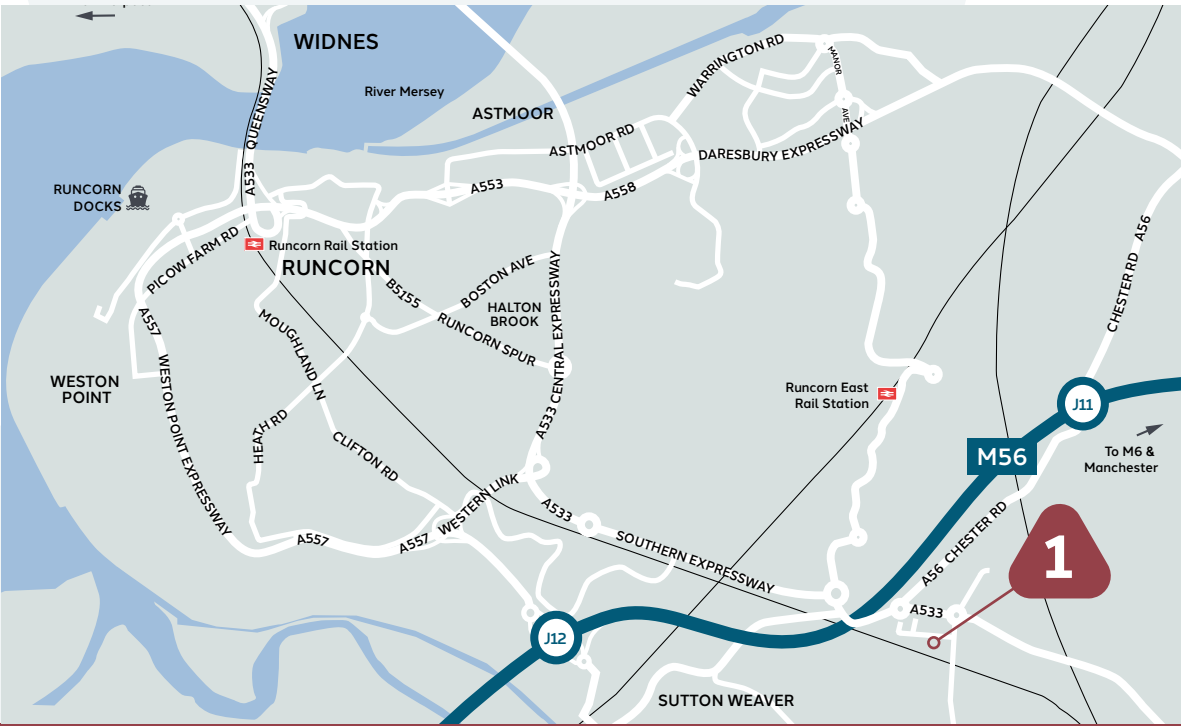 WIDNES
River Mersey
ASTMOOR
WARRINGTON RD
MANOR
AVE
QUEENSWAY
A533
ASTMOOR RD
DARESBURY EXPRESSWAY
A553
A558
RUNCORN
DOCKS
Runcorn Rail Station
RUNCORN
PICOW FARM RD
A56
CHESTER RD
B5155
BOSTON AVE
HALTON
BROOK
RUNCORN SPUR
A533 CENTRAL EXPRESSWAY
A557
WESTON POINT EXPRESSWAY
MOUGHLAND LN
WESTON
POINT
HEATH RD
CLIFTON RD
Runcorn East
Rail Station
J11
To M6 &
Manchester
M56
WESTERN LINK
A533
SOUTHERN EXPRESSWAY
A557
A557
A56 CHESTER RD
1
A533
J12
SUTTON WEAVER